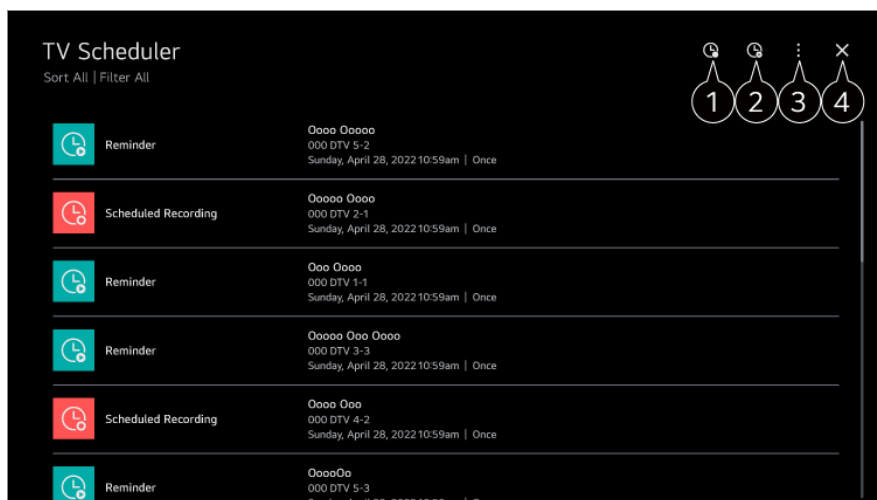 TV Scheduler
Sort All | Filter All
1 2 3 4
Reminder
Oooo Ooooo
000 DTV 5-2
Sunday, April 28, 2022 10:59am | Once
Scheduled Recording
Ooooo Oooo
000 DTV 2-1
Sunday, April 28, 2022 10:59am | Once
Reminder
Ooo Oooo
000 DTV 1-1
Sunday, April 28, 2022 10:59am | Once
Reminder
Ooooo Ooo Oooo
000 DTV 3-3
Sunday, April 28, 2022 10:59am | Once
Scheduled Recording
Oooo Ooo
000 DTV 4-2
Sunday, April 28, 2022 10:59am | Once
Reminder
OoooOo
000 DTV 5-3